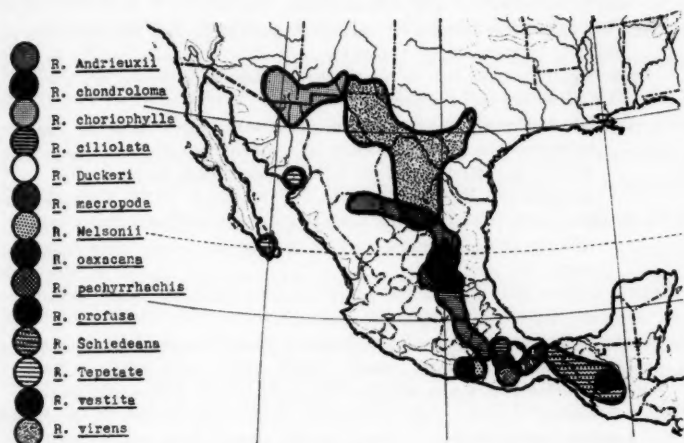 R. Andrieuxii
R. chondroloma
R. choriophylla
R. ciliolata
R. Duckeri
R. macropoda
R. Nelsonii
R. oaxacana
R. pachyrrhachis
R. profusa
R. Schiedeana
R. Tepetate
R. vestita
R. virens